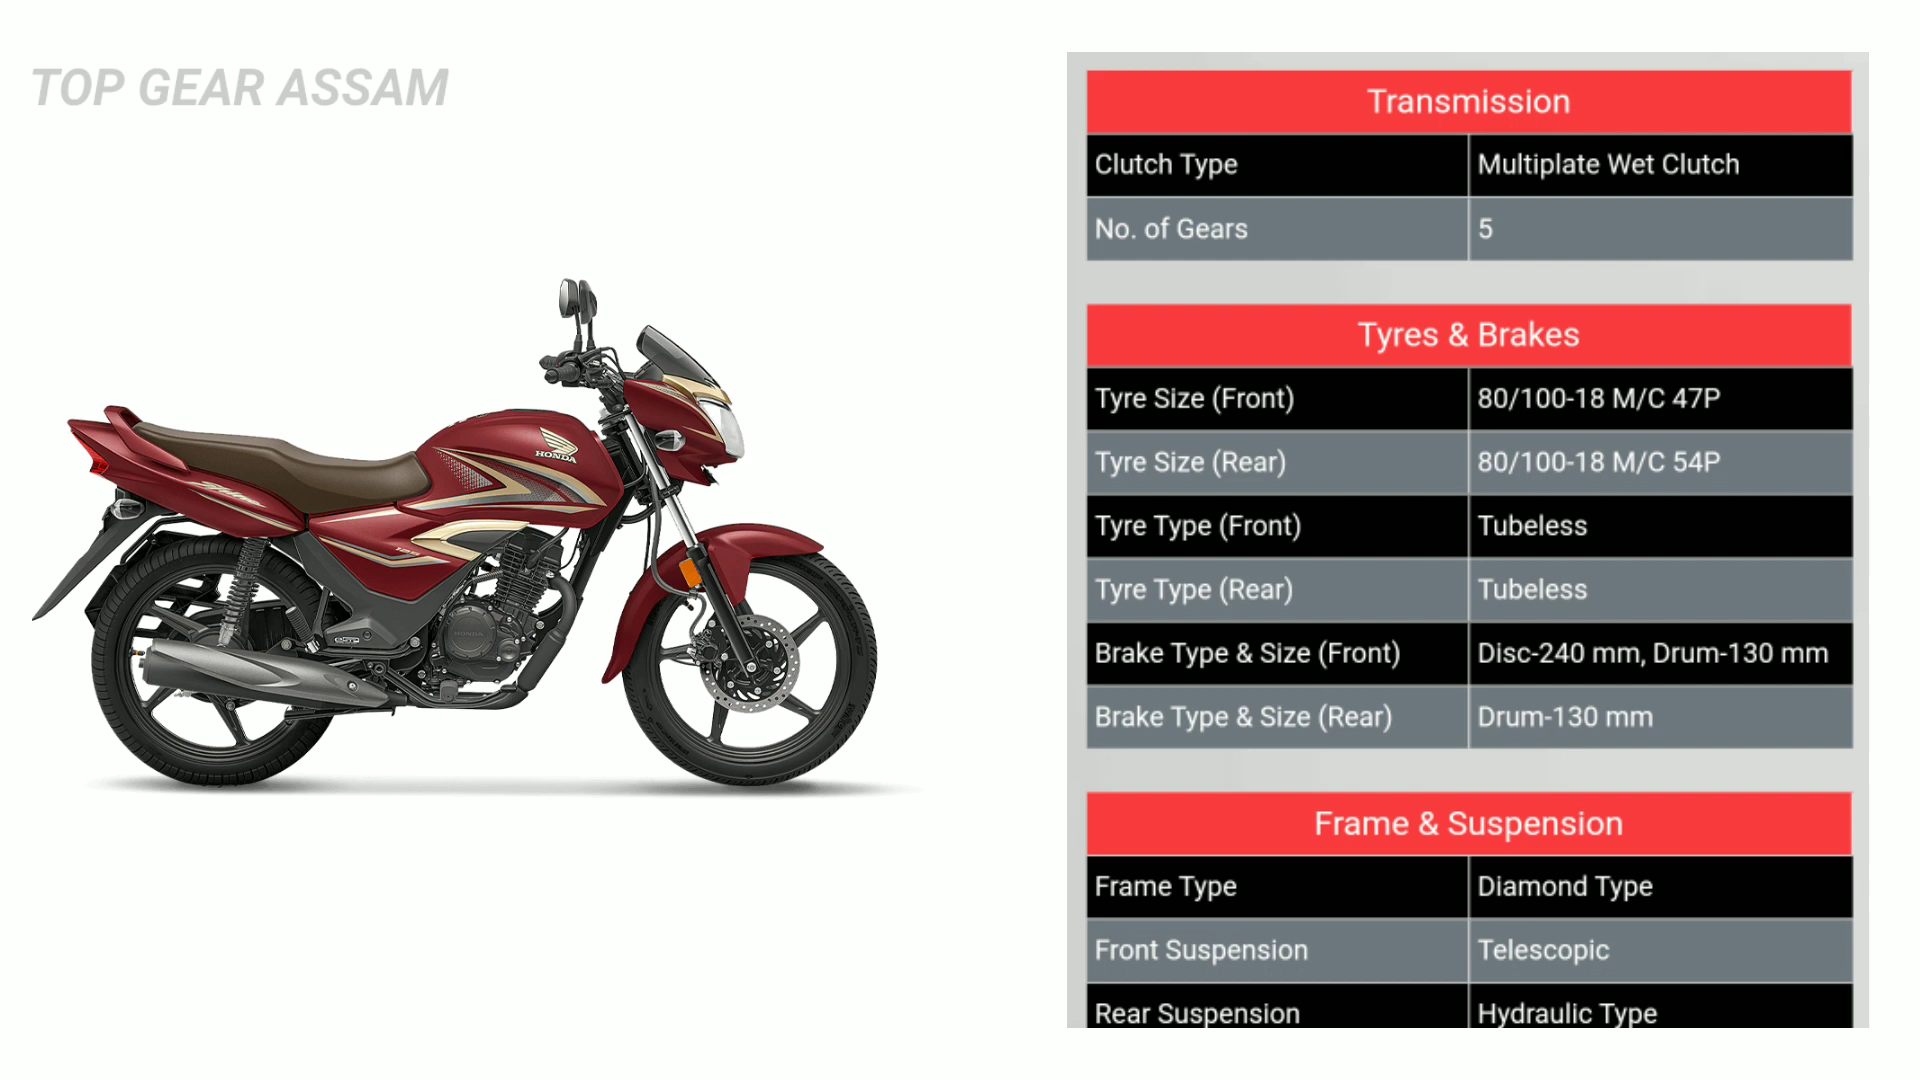 TOP GEAR ASSAM
HONDA
Shine
125
HONDA
Transmission
Clutch Type Multiplate Wet Clutch
No. of Gears 5
Tyres & Brakes
Tyre Size (Front) 80/100-18 M/C 47P
Tyre Size (Rear) 80/100-18 M/C 54P
Tyre Type (Front) Tubeless
Tyre Type (Rear) Tubeless
Brake Type & Size (Front) Disc-240 mm, Drum-130 mm
Brake Type & Size (Rear) Drum-130 mm
Frame & Suspension
Frame Type Diamond Type
Front Suspension Telescopic
Rear Suspension Hydraulic Type